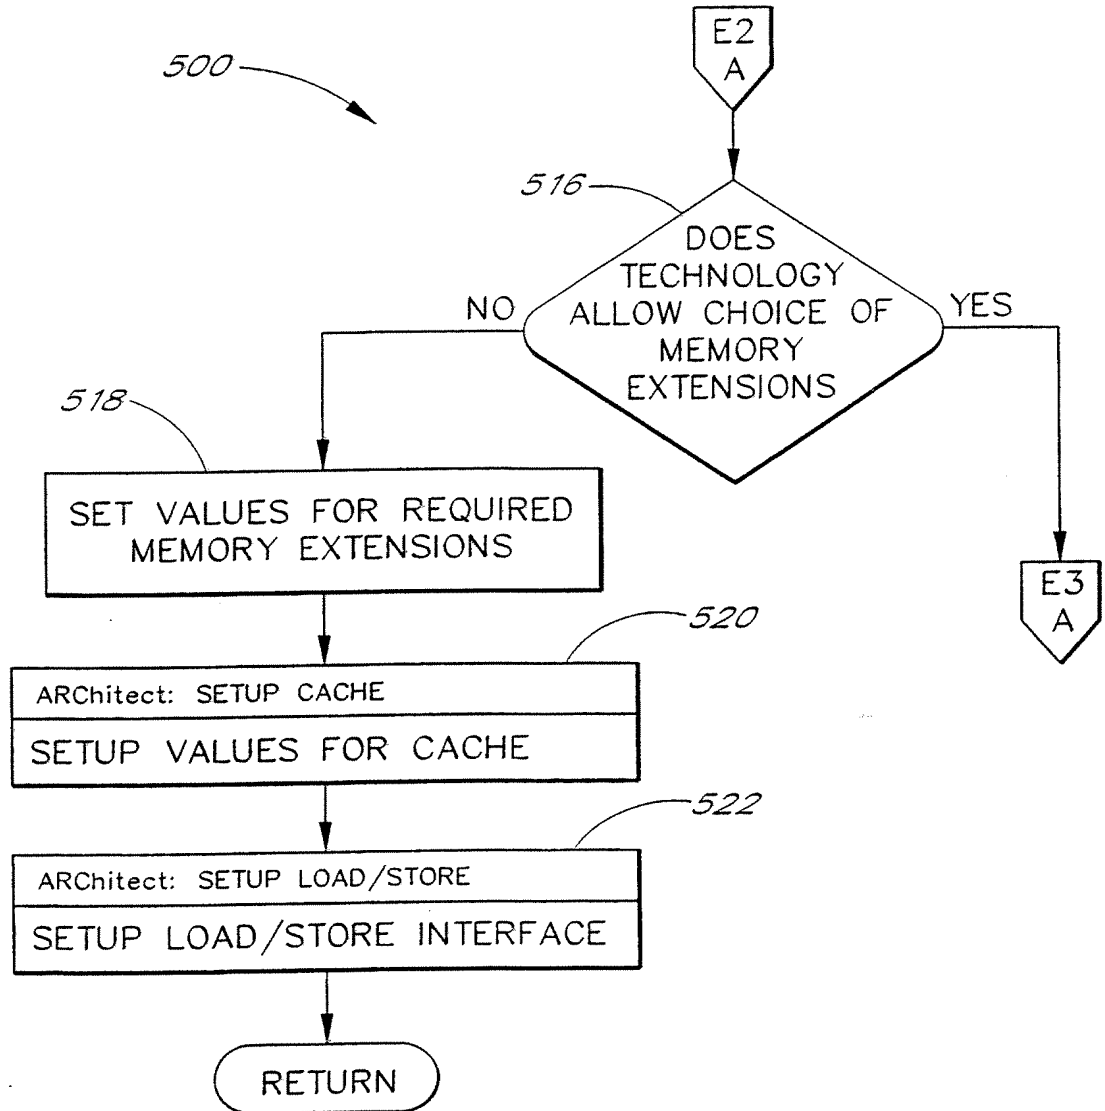 E2
A
500
516
DOES
TECHNOLOGY
ALLOW CHOICE OF
MEMORY
EXTENSIONS
NO
YES
518
SET VALUES FOR REQUIRED
MEMORY EXTENSIONS
E3
A
520
ARChitect: SETUP CACHE
SETUP VALUES FOR CACHE
522
ARChitect: SETUP LOAD/STORE
SETUP LOAD/STORE INTERFACE
RETURN